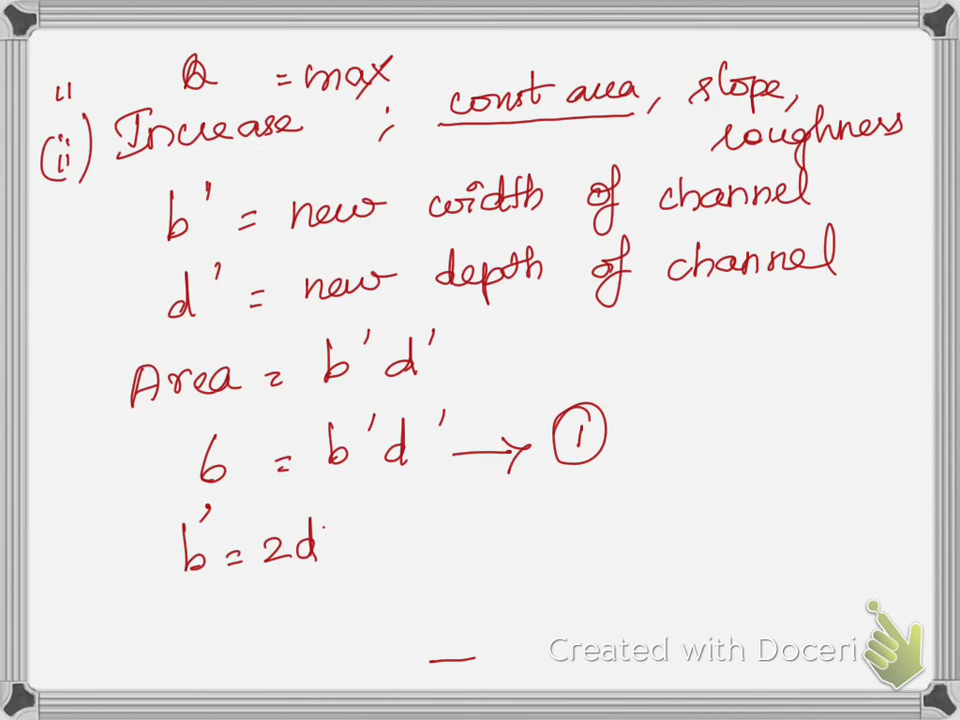 " Q = max
(ii) Increase ; const area, slope,
roughness
b' = new width of channel
d' = new depth of channel
Area = b'd'
6 = b'd' → ①
b' = 2d
Created with Doceri